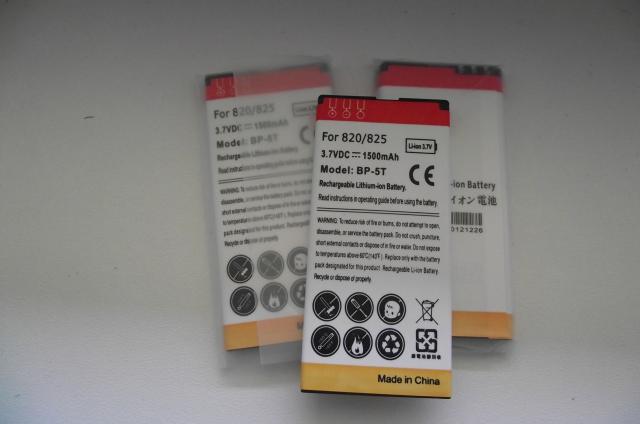 For 820/825
3.7VDC 1500mAh
Model: BP-5T
Rechargeable Lithium-ion Battery.
Li-ion 3.7V
CE
Read instructions in operating guide before using the battery.
WARNING: To reduce risk of fire or burns, do not attempt to open,
disassemble, or service the battery pack. Do not crush, puncture,
short external contacts or dispose of in fire or water. Do not expose
to temperatures above 60°C(140°F). Replace only with the battery
pack designated for this product. Rechargeable Li-ion Battery.
Recycle or dispose of properly.
Made in China
For 820/825
3.7VDC 1500mAh
Model: BP-5T
Rechargeable Lithium-ion
-ion Battery
イオン電池
0121226